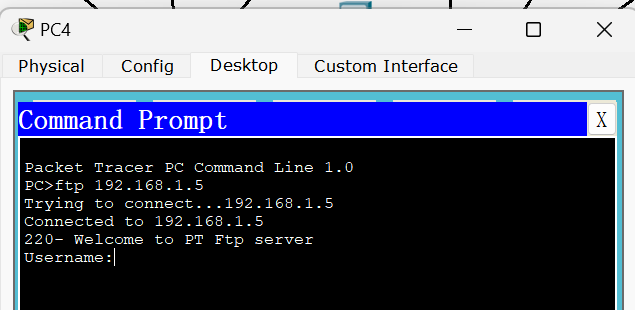 PC4
Physical Config Desktop Custom Interface
Command Prompt X
Packet Tracer PC Command Line 1.0
PC>ftp 192.168.1.5
Trying to connect...192.168.1.5
Connected to 192.168.1.5
220- Welcome to PT Ftp server
Username: